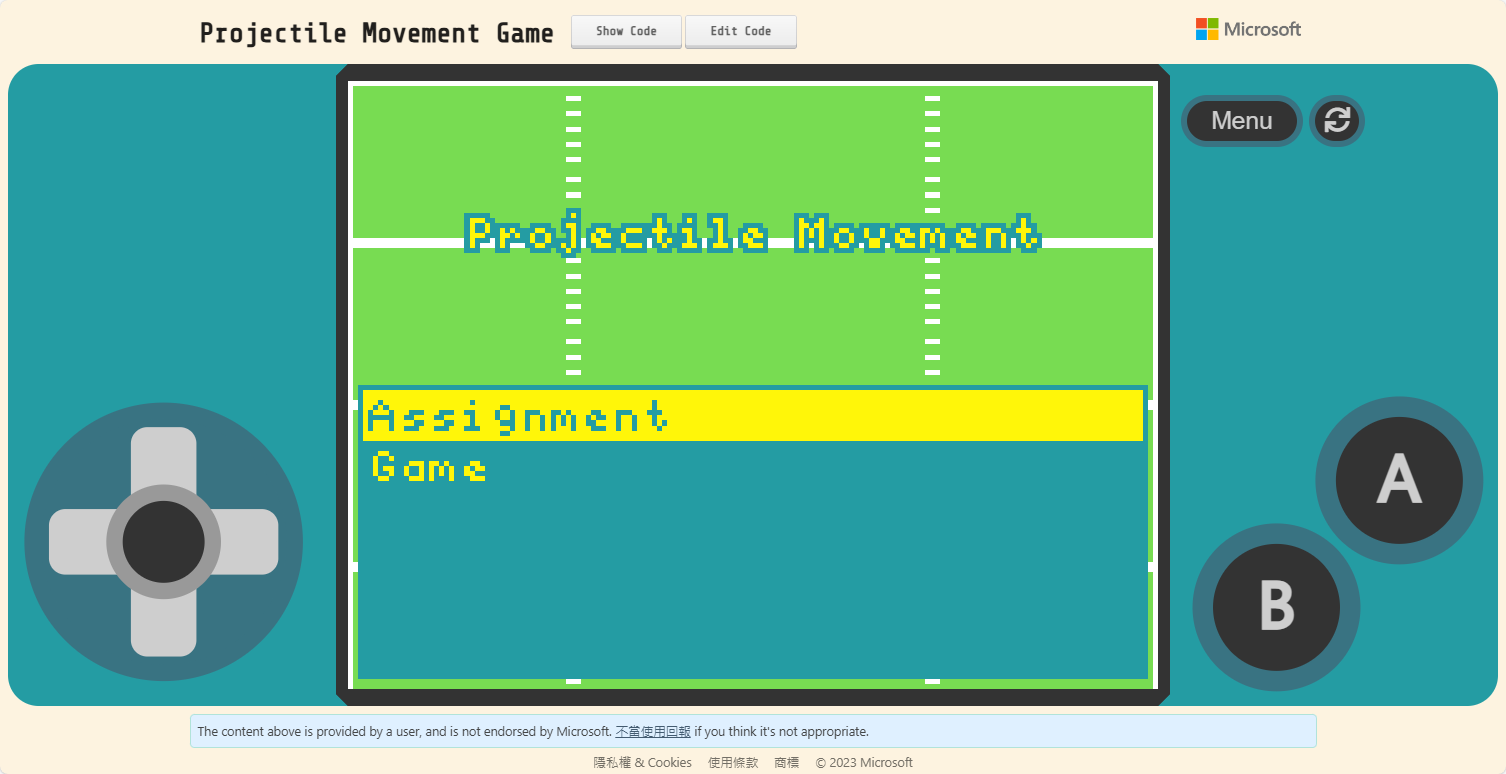 Projectile Movement Game
Show Code
Edit Code
Microsoft
Menu
Projectile Movement
Assignment
Game
A
B
The content above is provided by a user, and is not endorsed by Microsoft. 不當使用回報 if you think it's not appropriate.
隱私權 & Cookies 使用條款 商標 © 2023 Microsoft